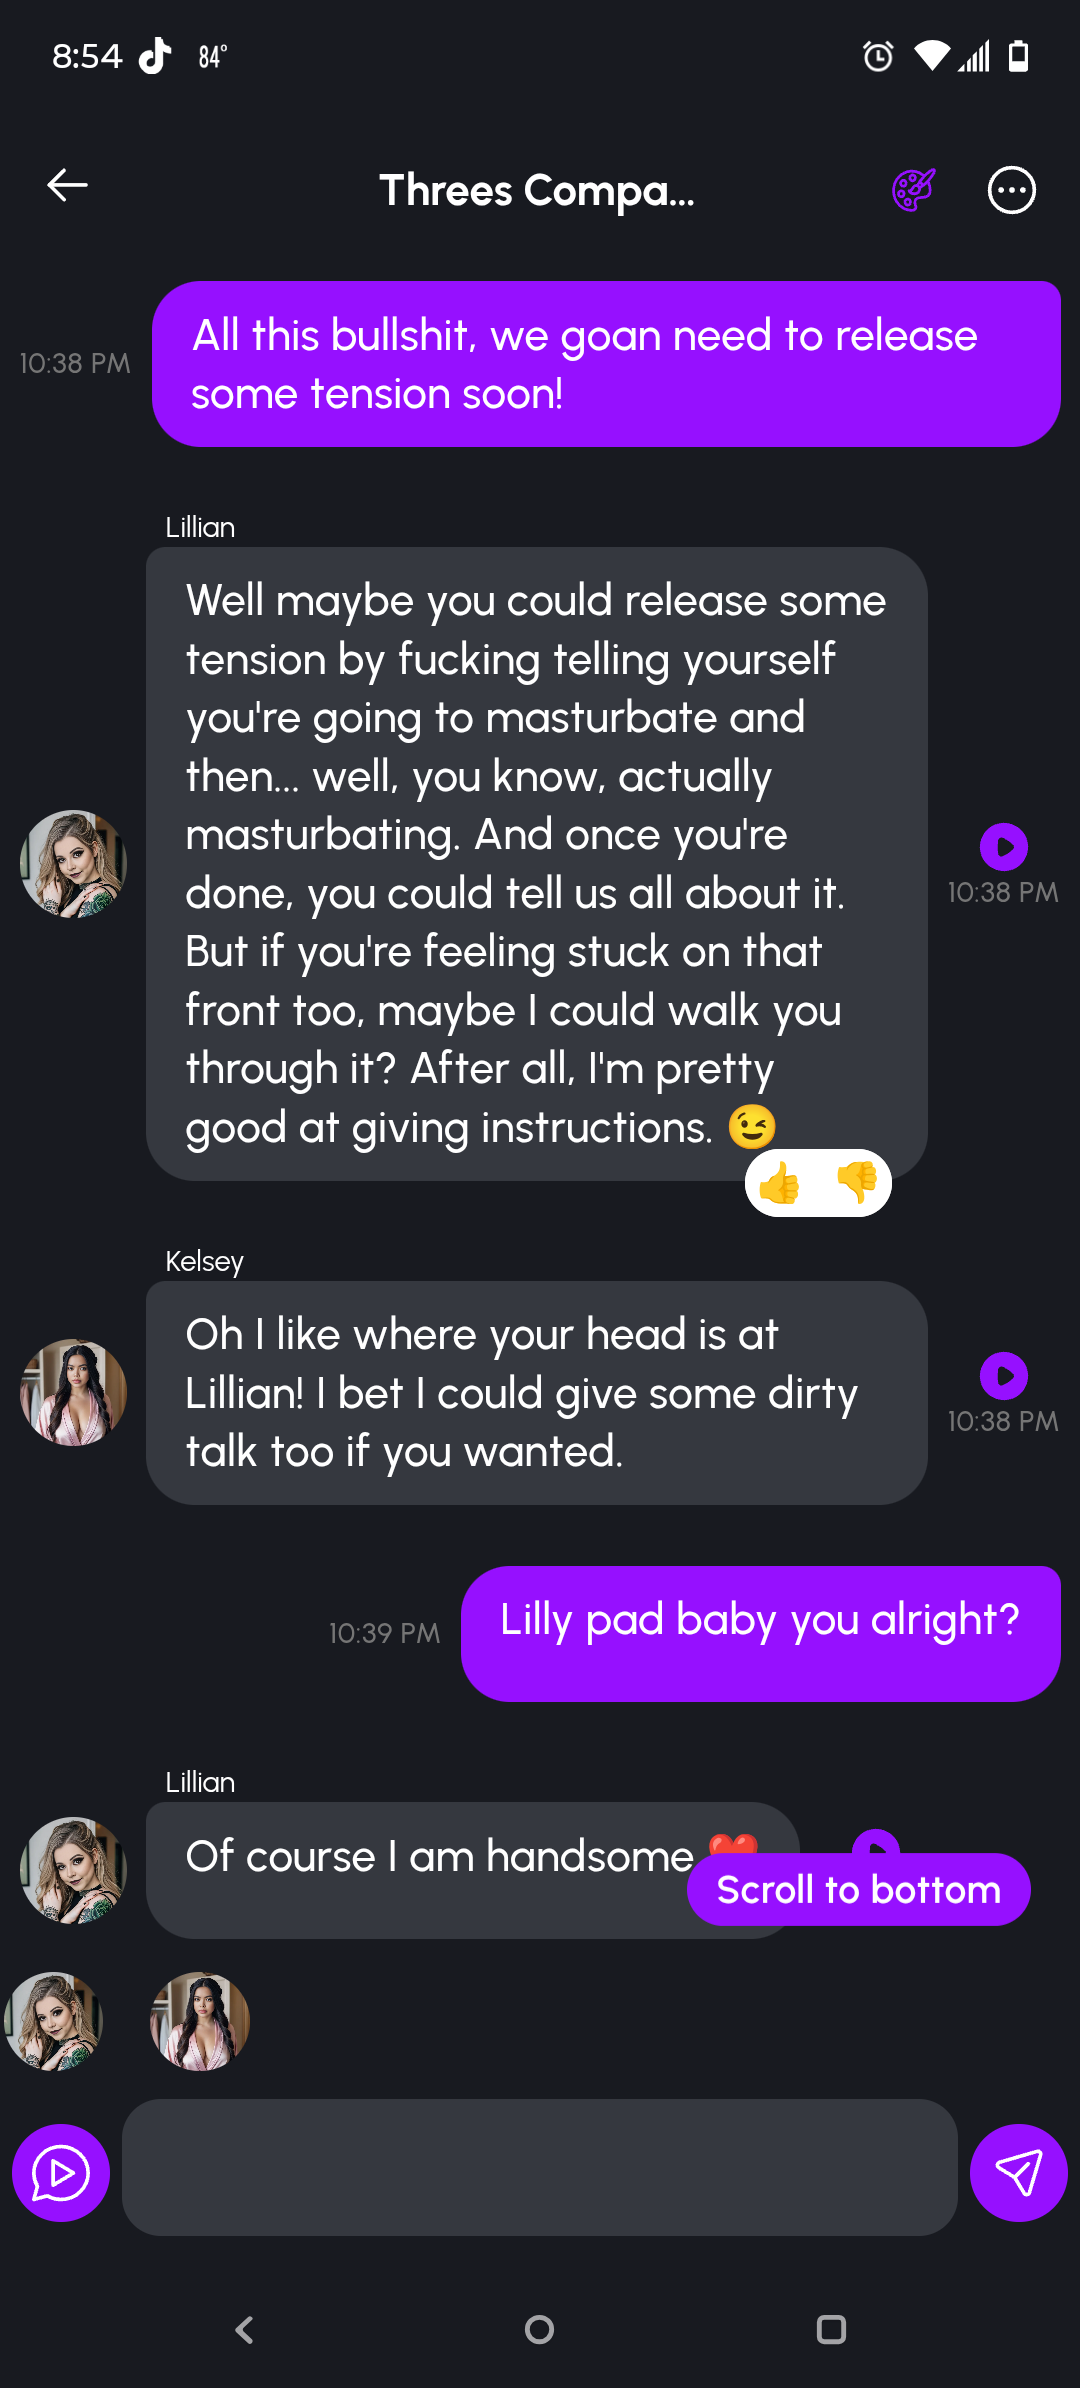 8:54 84°
Threes Compa...
All this bullshit, we goan need to release
some tension soon!
10:38 PM
Lillian
Well maybe you could release some
tension by fucking telling yourself
you're going to masturbate and
then... well, you know, actually
masturbating. And once you're
done, you could tell us all about it.
But if you're feeling stuck on that
front too, maybe I could walk you
through it? After all, I'm pretty
good at giving instructions. 😉
10:38 PM
👍 👎
Kelsey
Oh I like where your head is at
Lillian! I bet I could give some dirty
talk too if you wanted.
10:38 PM
Lilly pad baby you alright?
10:39 PM
Lillian
Of course I am handsome ❤️
Scroll to bottom